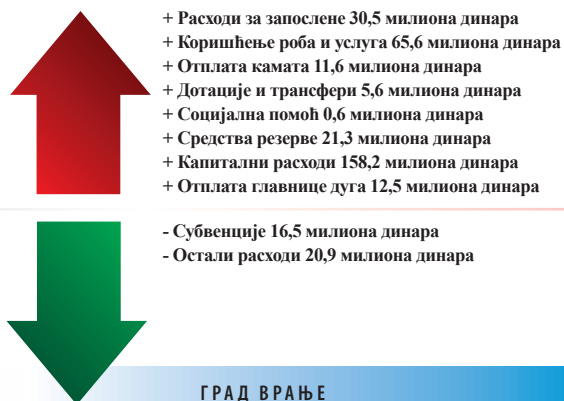 + Расходи за запослене 30,5 милиона динара
+ Коришћење роба и услуга 65,6 милиона динара
+ Отплата камата 11,6 милиона динара
+ Дотације и трансфери 5,6 милиона динара
+ Социјална помоћ 0,6 милиона динара
+ Средства резерве 21,3 милиона динара
+ Капитални расходи 158,2 милиона динара
+ Отплата главнице дуга 12,5 милиона динара
- Субвенције 16,5 милиона динара
- Остали расходи 20,9 милиона динара
ГРАД ВРАЊЕ